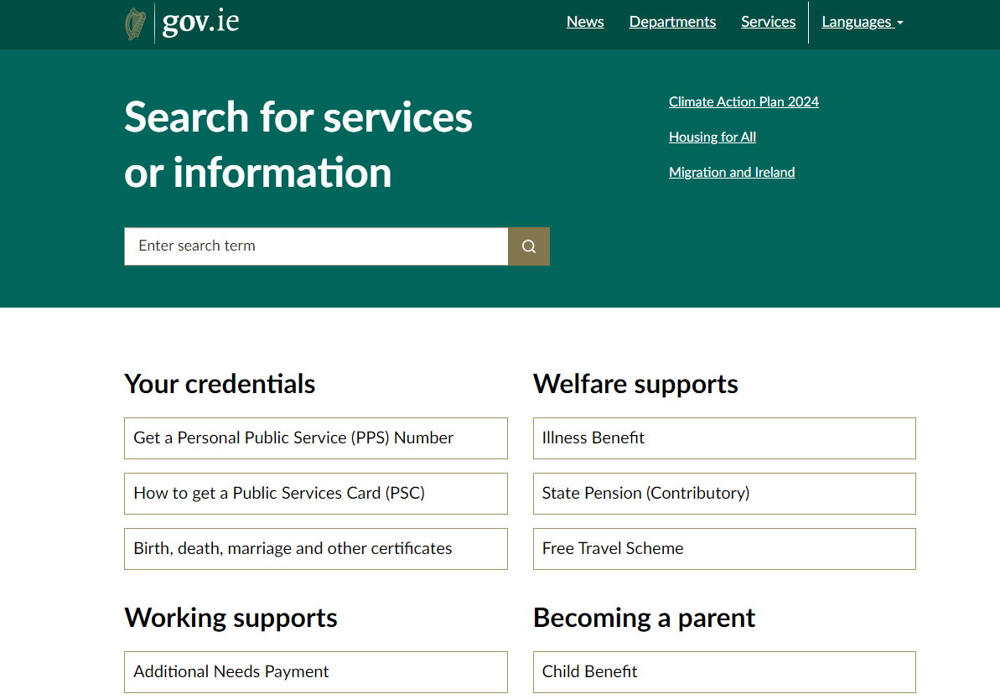 gov.ie
News
Departments
Services
Languages
Search for services
or information
Climate Action Plan 2024
Housing for All
Migration and Ireland
Enter search term
Your credentials
Get a Personal Public Service (PPS) Number
How to get a Public Services Card (PSC)
Birth, death, marriage and other certificates
Welfare supports
Illness Benefit
State Pension (Contributory)
Free Travel Scheme
Working supports
Additional Needs Payment
Becoming a parent
Child Benefit